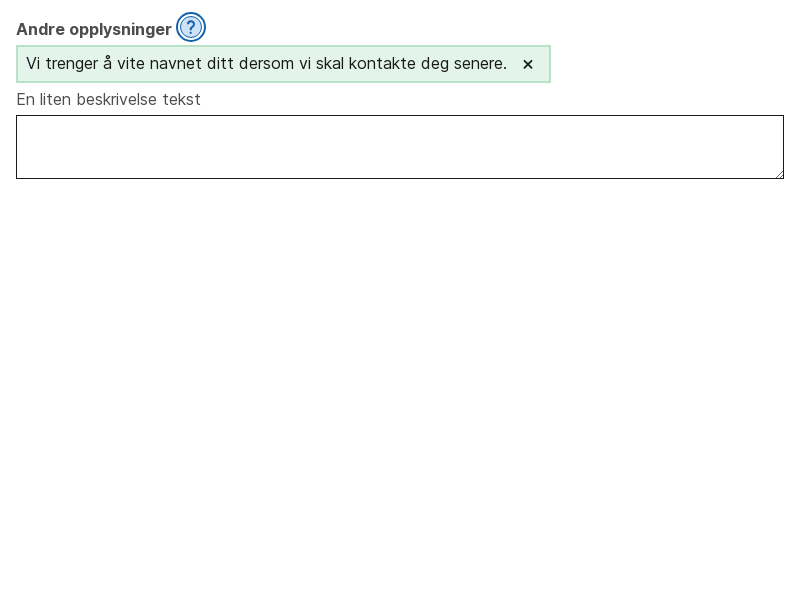 Andre opplysninger ?
Vi trenger å vite navnet ditt dersom vi skal kontakte deg senere. ×
En liten beskrivelse tekst